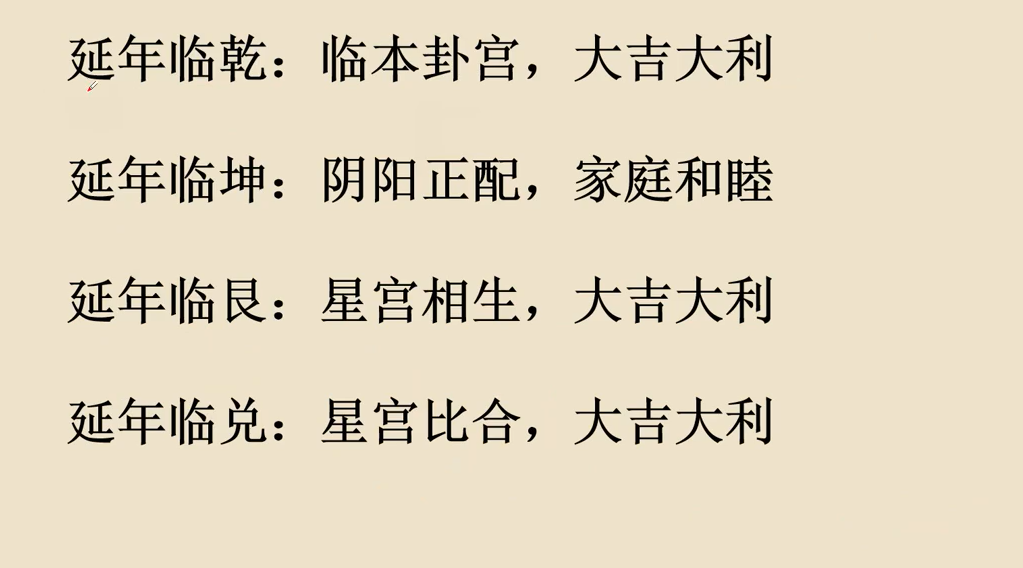 延年临乾：临本卦宫，大吉大利
延年临坤：阴阳正配，家庭和睦
延年临艮：星宫相生，大吉大利
延年临兑：星宫比合，大吉大利